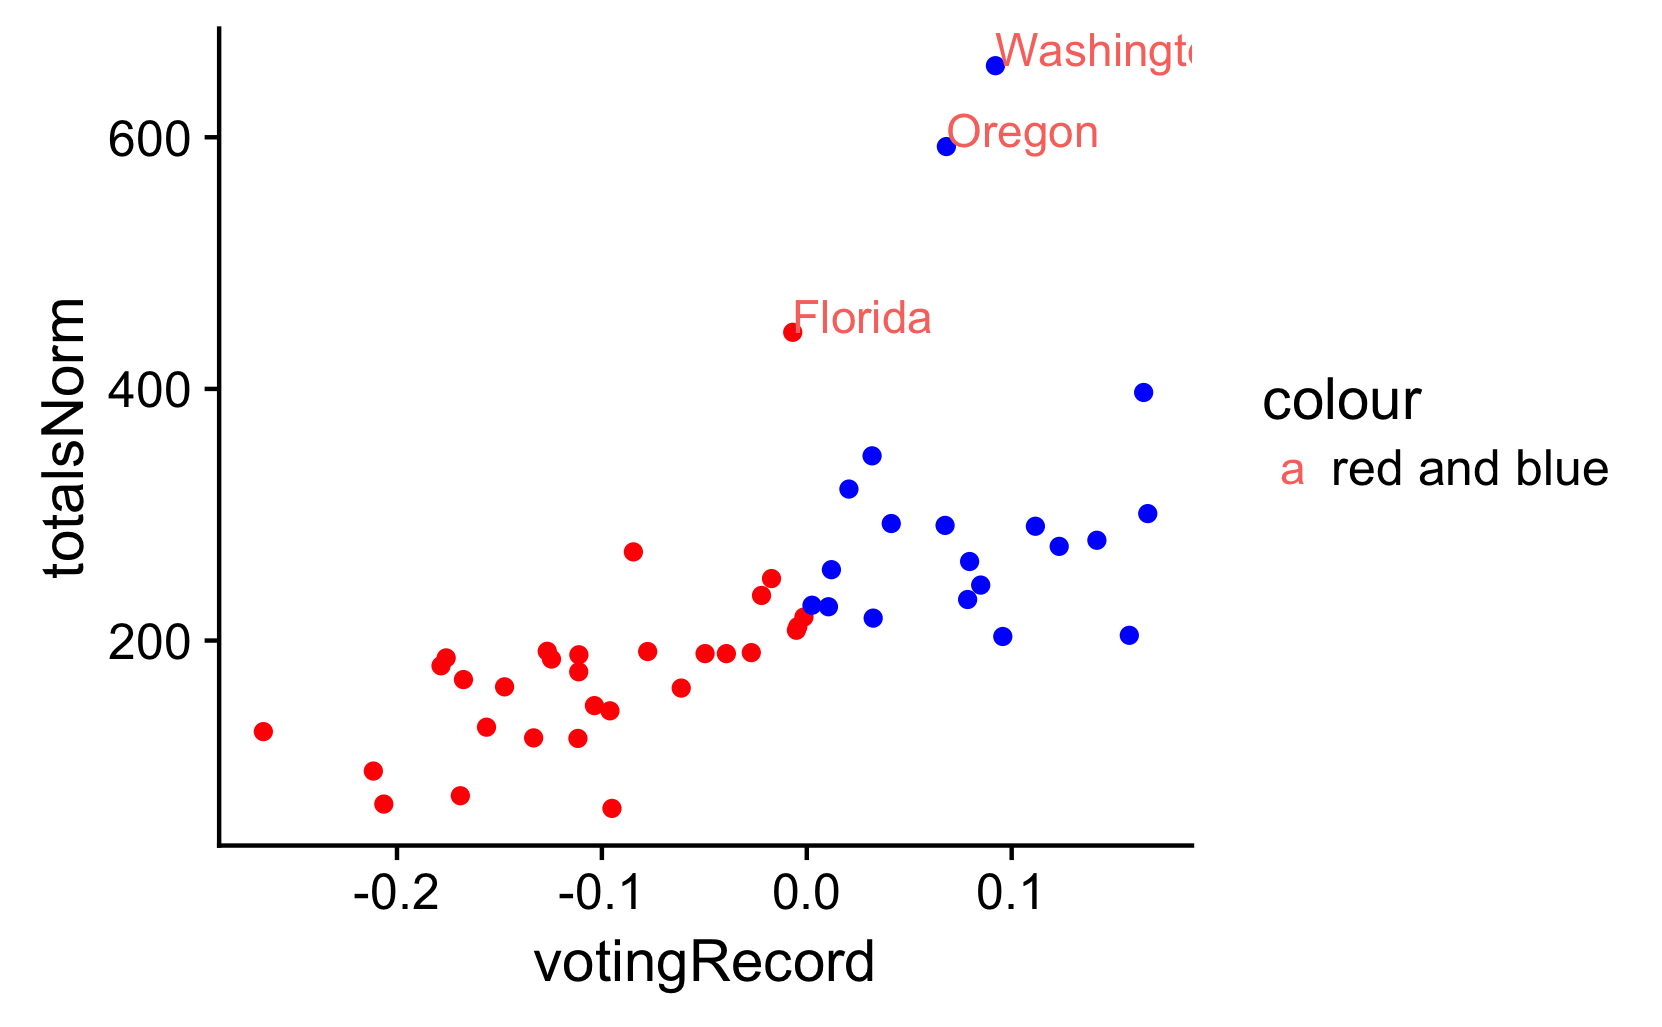 Washingto
Oregon
Florida
600
400
200
totalsNorm
-0.2
-0.1
0.0
0.1
votingRecord
colour
a red and blue